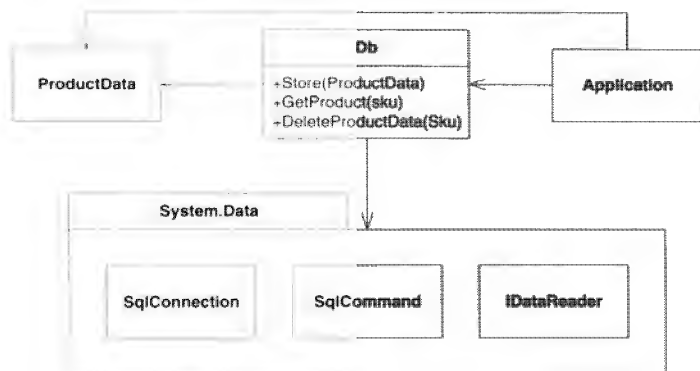 Db
ProductData
+Store(ProductData)
+GetProduct(sku)
+DeleteProductData(Sku)
Application
System.Data
SqlConnection
SqlCommand
IDataReader